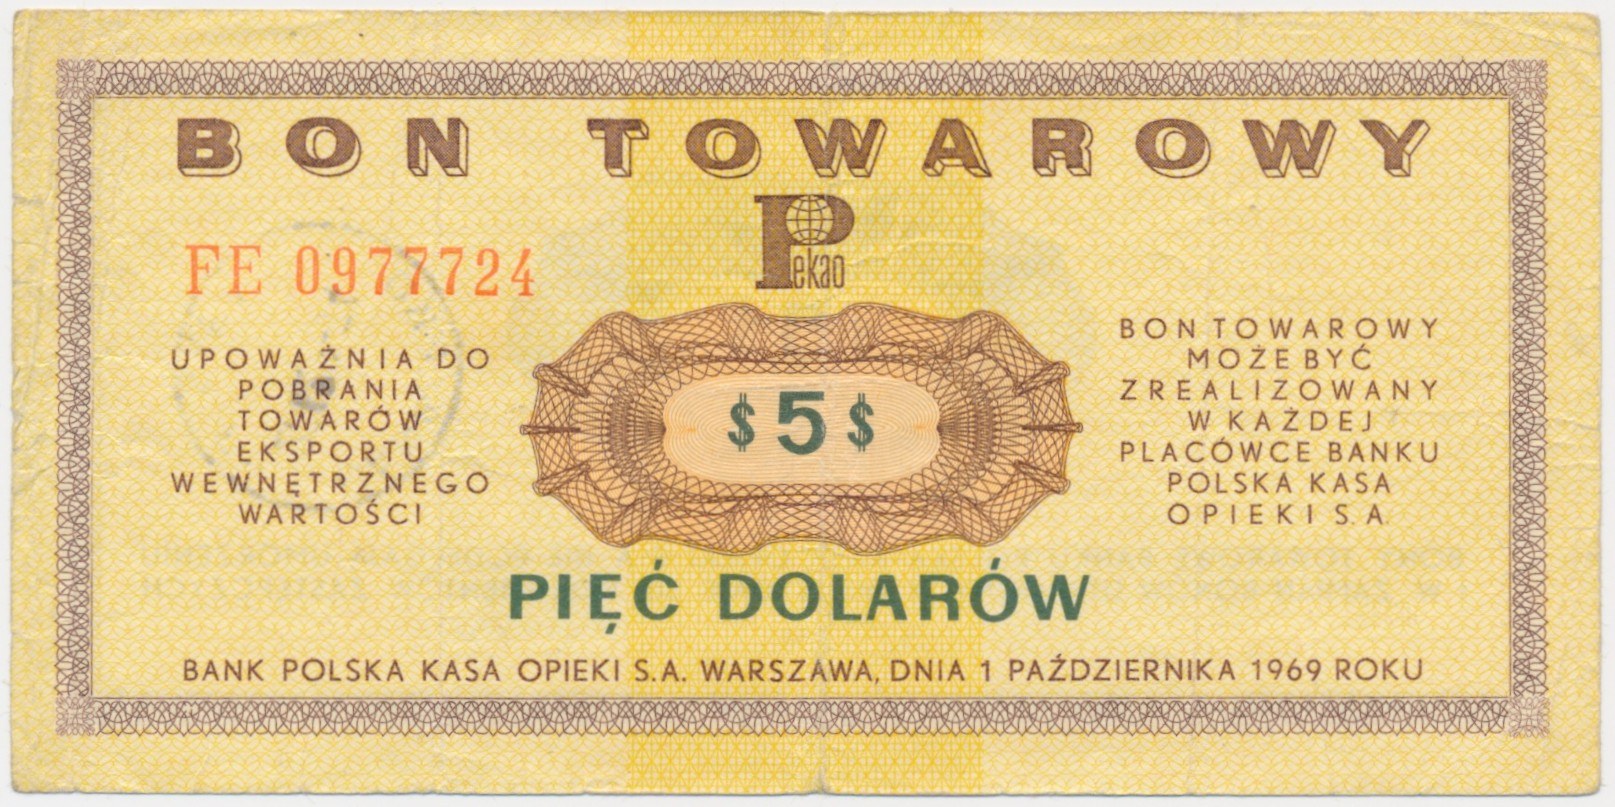 BON TOWAROWY
Pekao
FE 0977724
UPOWAŻNIA DO
POBRANIA
TOWARÓW
EKSPORTU
WEWNĘTRZNEGO
WARTOŚCI
$5$
BON TOWAROWY
MOŻE BYĆ
ZREALIZOWANY
W KAŻDEJ
PLACÓWCE BANKU
POLSKA KASA
OPIEKI S.A.
PIĘĆ DOLARÓW
BANK POLSKA KASA OPIEKI S.A. WARSZAWA, DNIA 1 PAŹDZIERNIKA 1969 ROKU